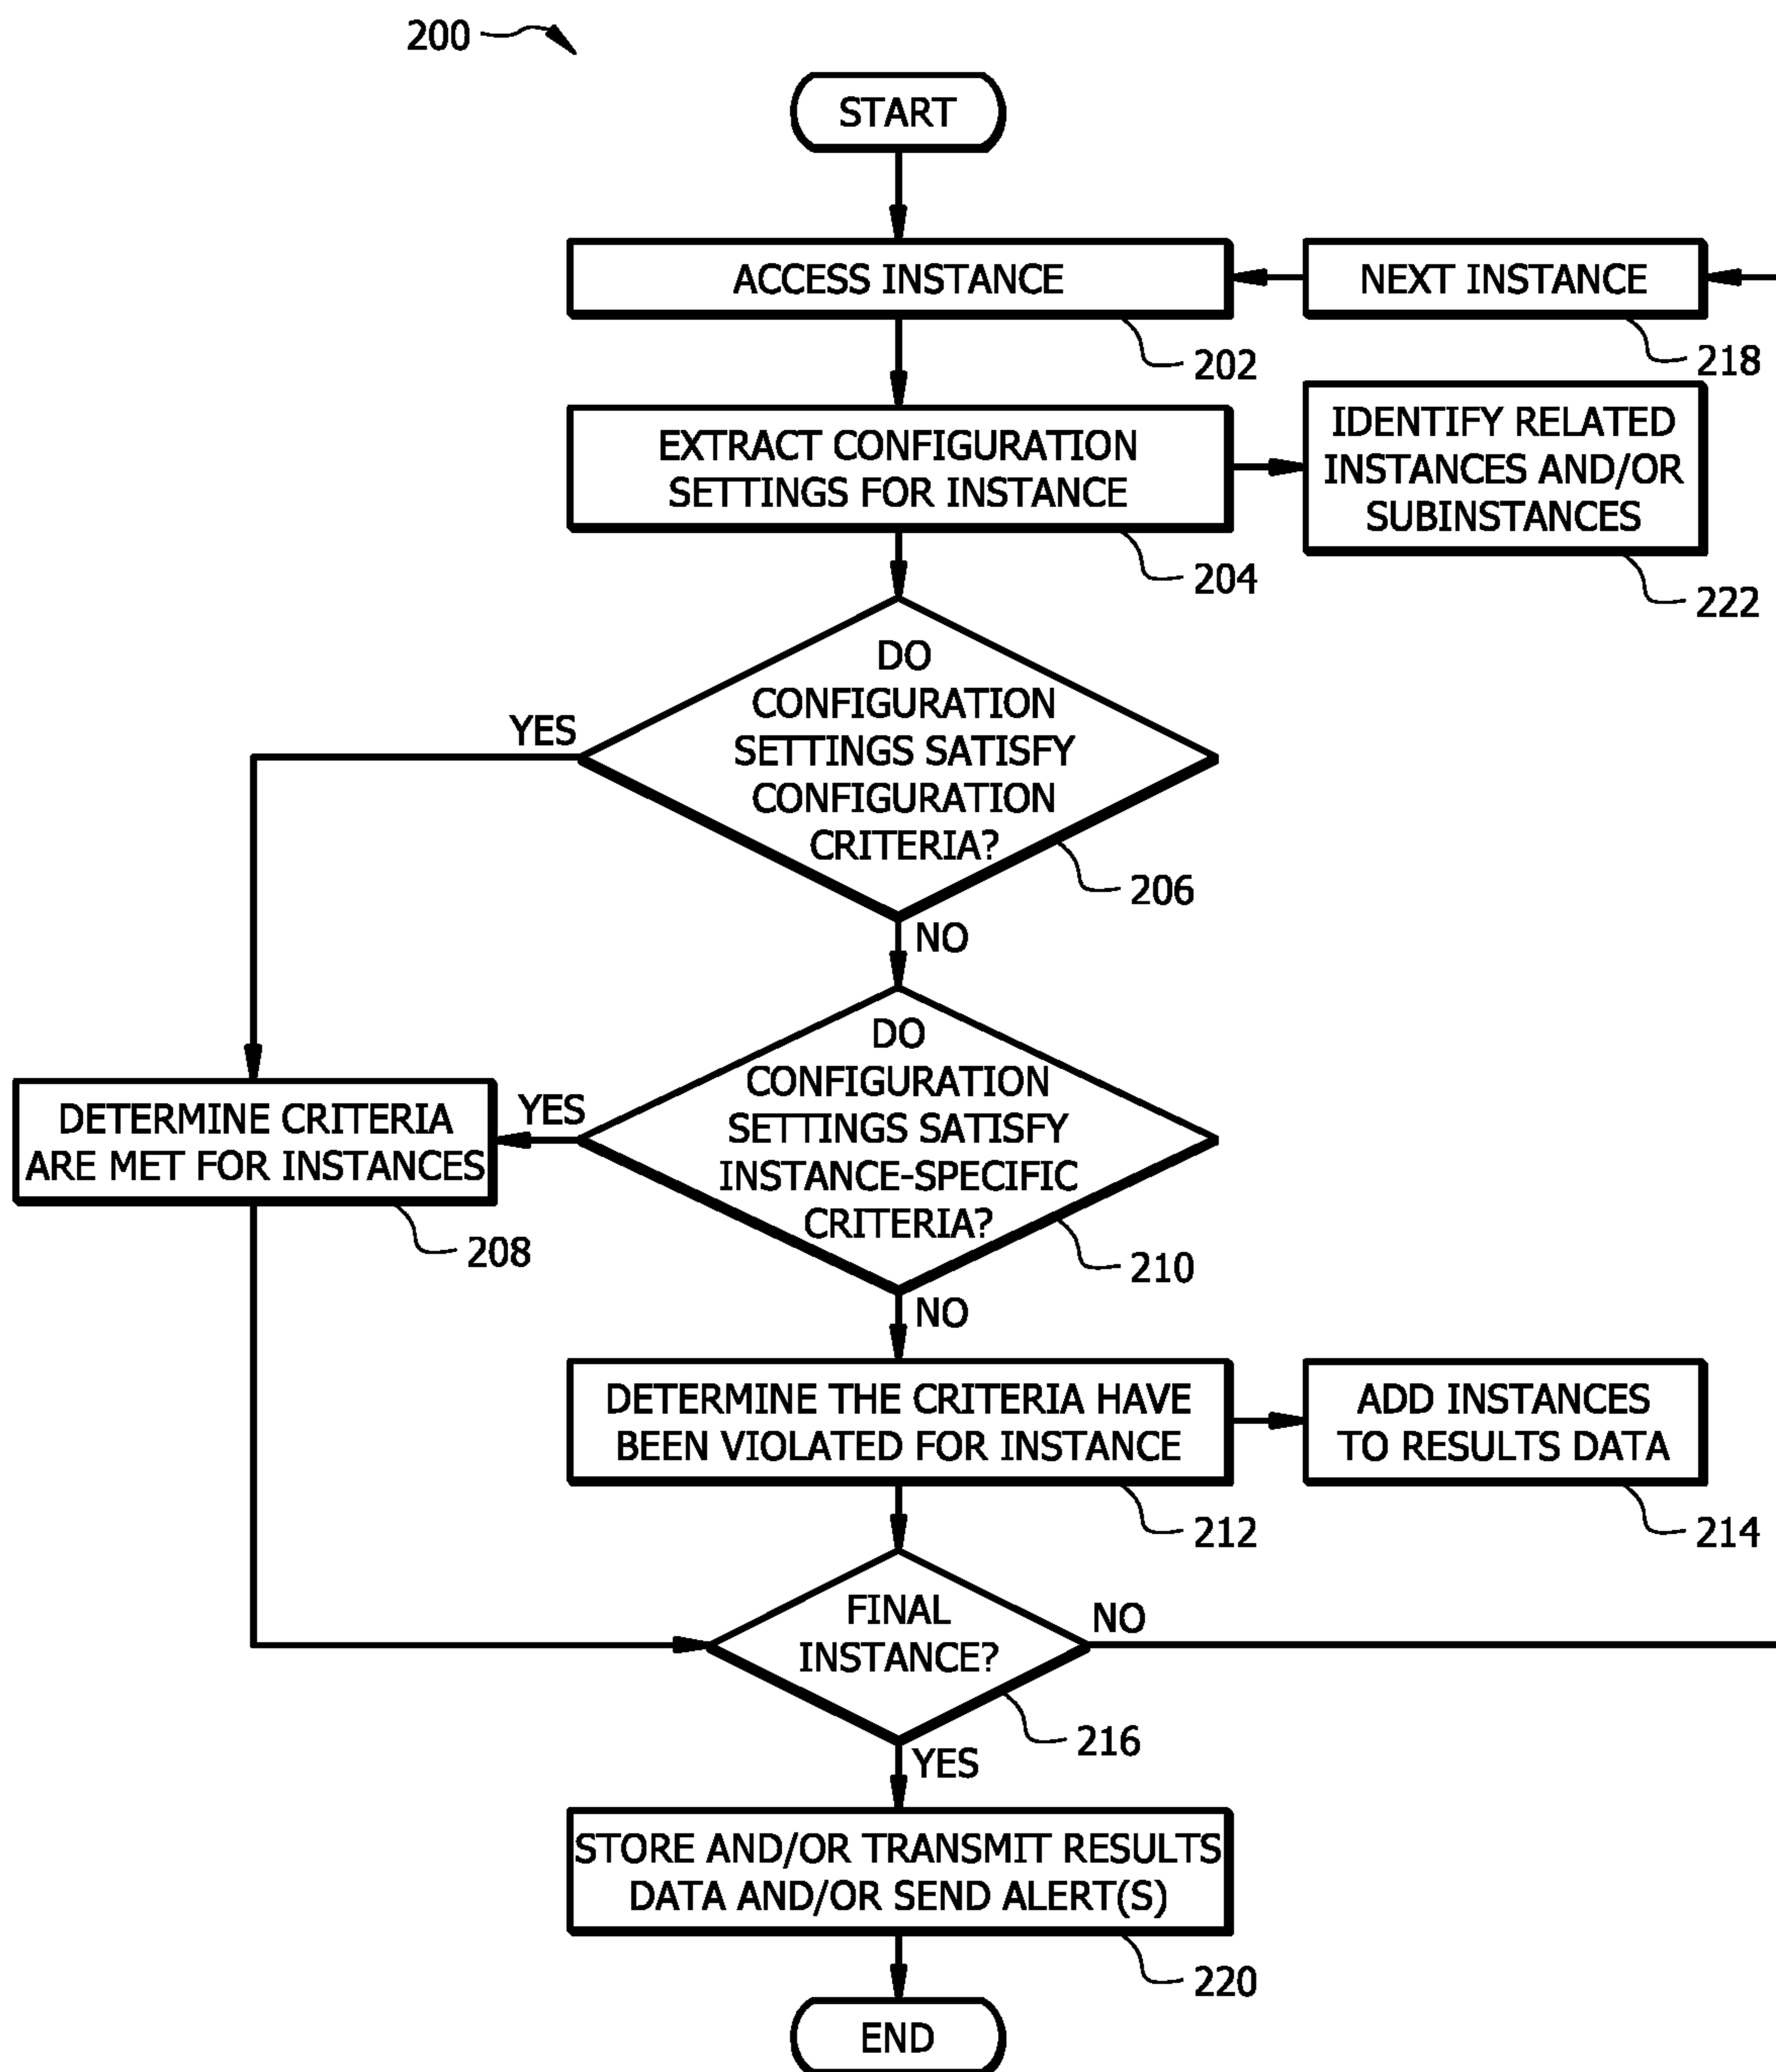 200
START
ACCESS INSTANCE
NEXT INSTANCE
202
218
EXTRACT CONFIGURATION
SETTINGS FOR INSTANCE
204
IDENTIFY RELATED
INSTANCES AND/OR
SUBINSTANCES
222
DO
CONFIGURATION
SETTINGS SATISFY
CONFIGURATION
CRITERIA?
YES
206
NO
DO
CONFIGURATION
SETTINGS SATISFY
INSTANCE-SPECIFIC
CRITERIA?
YES
210
DETERMINE CRITERIA
ARE MET FOR INSTANCES
208
NO
DETERMINE THE CRITERIA HAVE
BEEN VIOLATED FOR INSTANCE
212
ADD INSTANCES
TO RESULTS DATA
214
FINAL
INSTANCE?
NO
216
YES
STORE AND/OR TRANSMIT RESULTS
DATA AND/OR SEND ALERT(S)
220
END